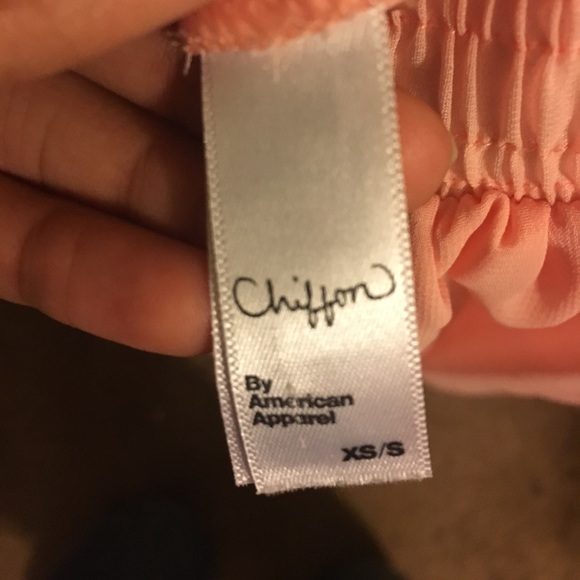 Chiffon
By
American
Apparel
XS/S